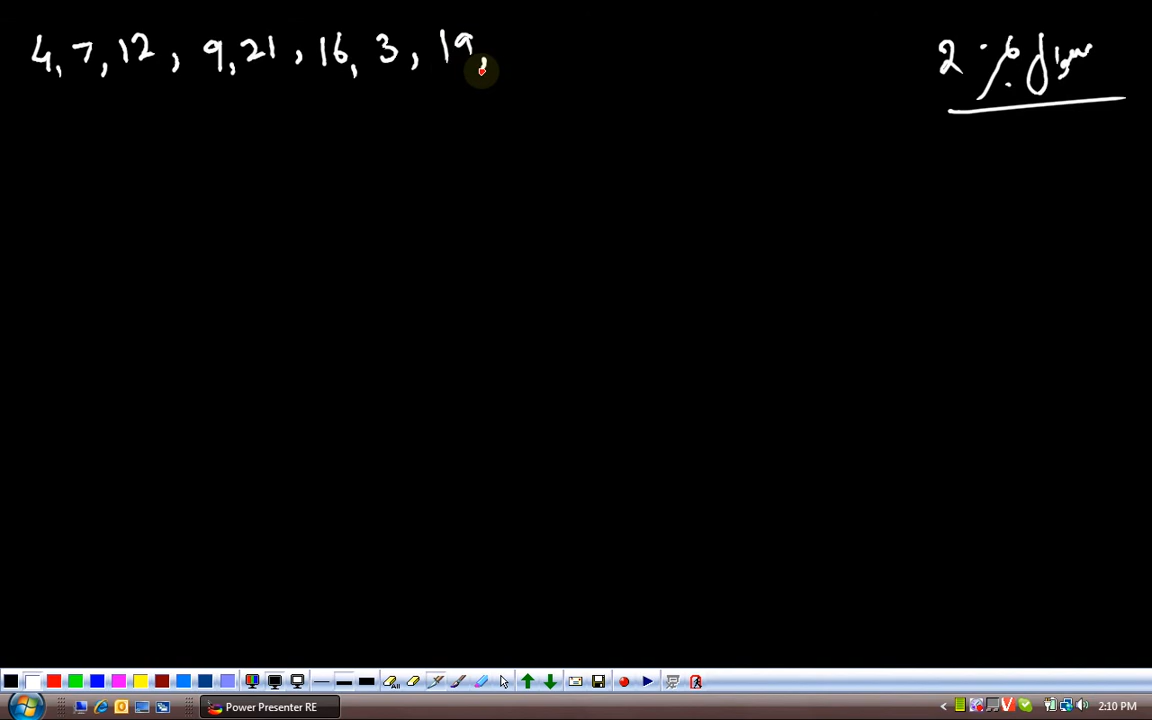 4, 7, 12, 9, 21, 16, 3, 19,
سوال نمبر 2
Power Presenter RE
2:10 PM